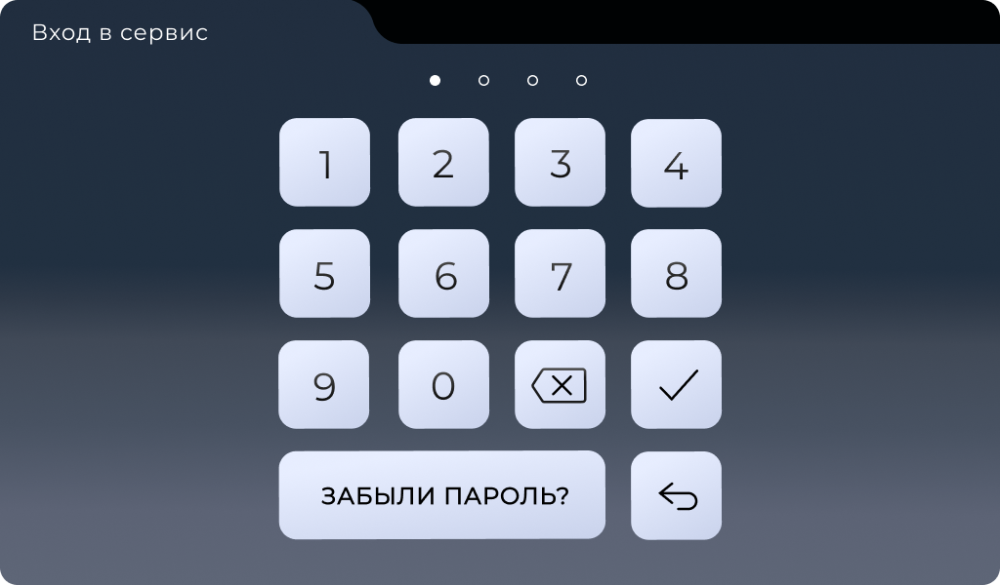 Вход в сервис
1 2 3 4
5 6 7 8
9 0
ЗАБЫЛИ ПАРОЛЬ?